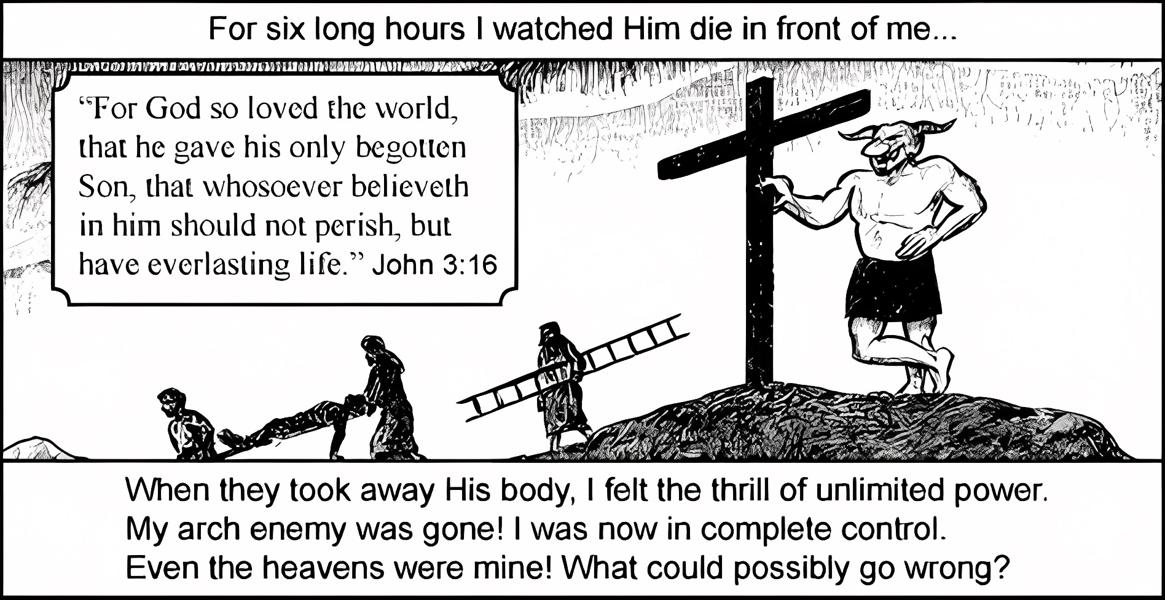 For six long hours I watched Him die in front of me...
“For God so loved the world,
that he gave his only begotten
Son, that whosoever believeth
in him should not perish, but
have everlasting life.” John 3:16
When they took away His body, I felt the thrill of unlimited power.
My arch enemy was gone! I was now in complete control.
Even the heavens were mine! What could possibly go wrong?